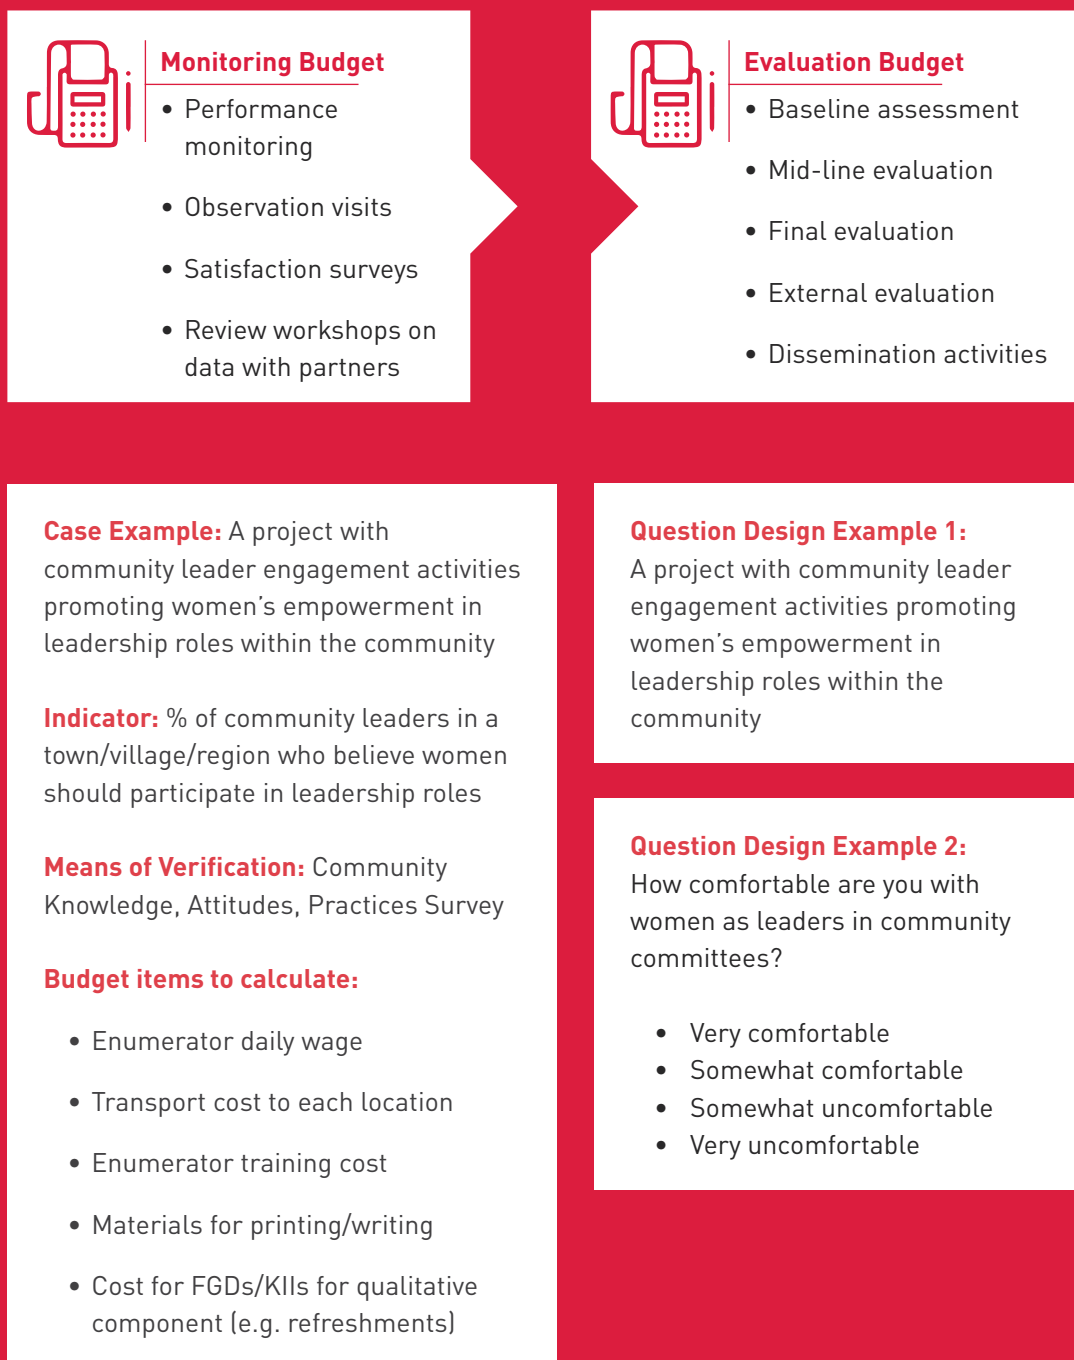 Monitoring Budget
• Performance
monitoring
• Observation visits
• Satisfaction surveys
• Review workshops on
data with partners
Evaluation Budget
• Baseline assessment
• Mid-line evaluation
• Final evaluation
• External evaluation
• Dissemination activities
Case Example: A project with
community leader engagement activities
promoting women’s empowerment in
leadership roles within the community
Indicator: % of community leaders in a
town/village/region who believe women
should participate in leadership roles
Means of Verification: Community
Knowledge, Attitudes, Practices Survey
Budget items to calculate:
• Enumerator daily wage
• Transport cost to each location
• Enumerator training cost
• Materials for printing/writing
• Cost for FGDs/KIIs for qualitative
component (e.g. refreshments)
Question Design Example 1:
A project with community leader
engagement activities promoting
women’s empowerment in
leadership roles within the
community
Question Design Example 2:
How comfortable are you with
women as leaders in community
committees?
• Very comfortable
• Somewhat comfortable
• Somewhat uncomfortable
• Very uncomfortable